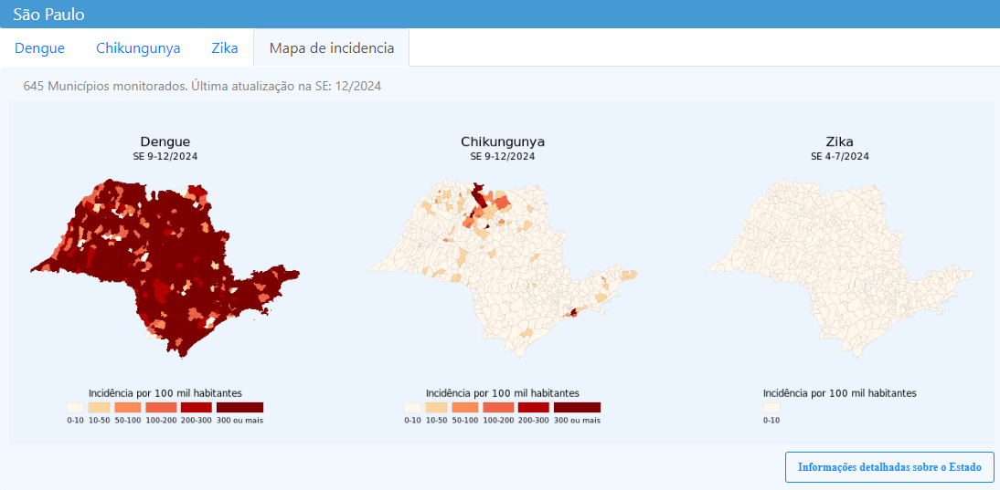 São Paulo
Dengue Chikungunya Zika Mapa de incidencia
645 Municípios monitorados. Última atualização na SE: 12/2024
Dengue
SE 9-12/2024
Incidência por 100 mil habitantes
0-10 10-50 50-100 100-200 200-300 300 ou mais
Chikungunya
SE 9-12/2024
Incidência por 100 mil habitantes
0-10 10-50 50-100 100-200 200-300 300 ou mais
Zika
SE 4-7/2024
Incidência por 100 mil habitantes
0-10
Informações detalhadas sobre o Estado